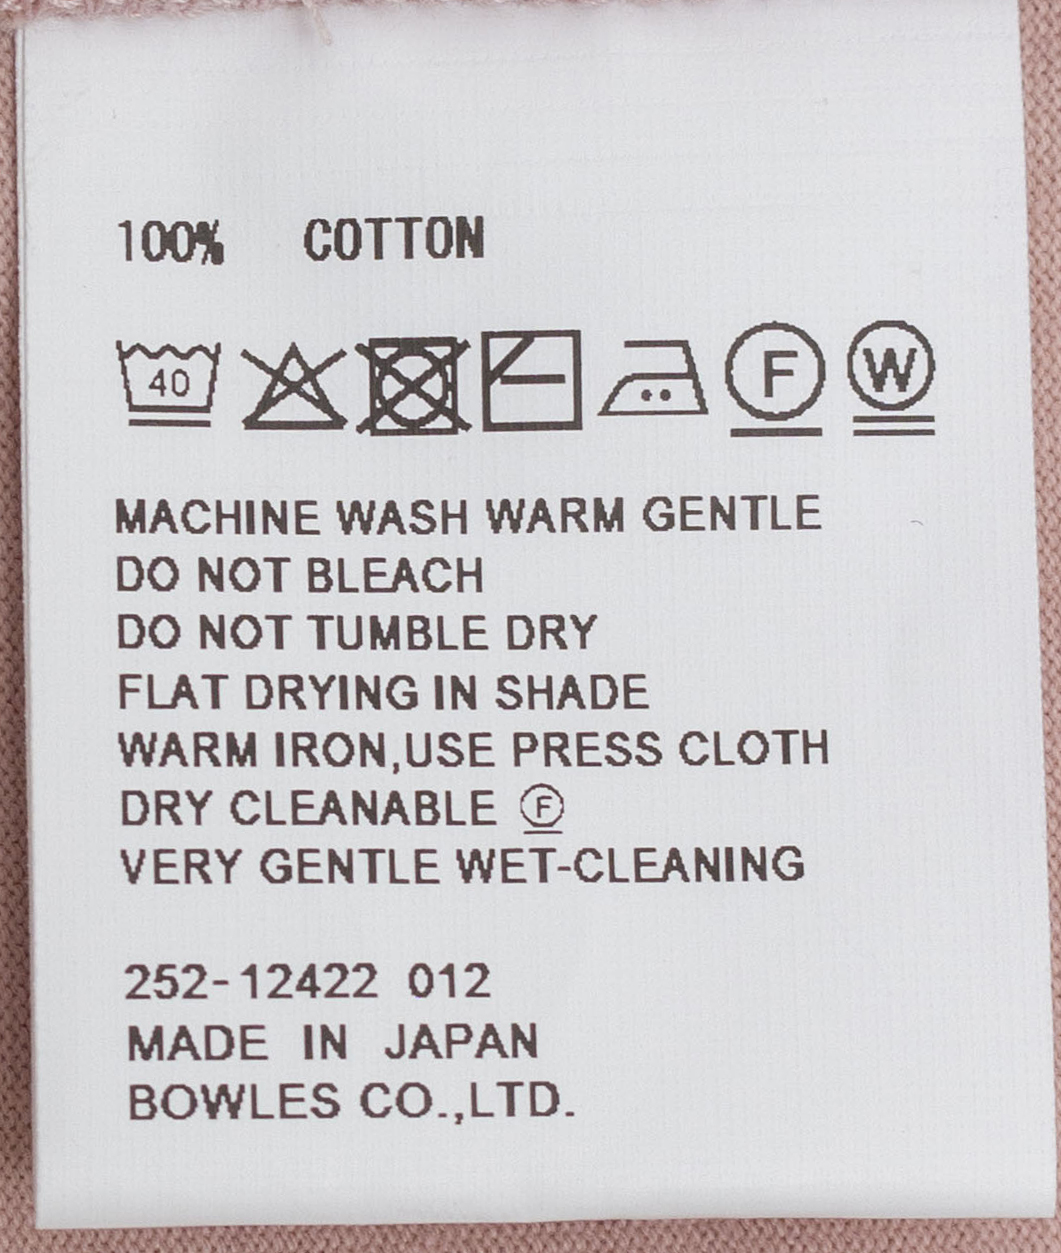 100% COTTON
40 F W
MACHINE WASH WARM GENTLE
DO NOT BLEACH
DO NOT TUMBLE DRY
FLAT DRYING IN SHADE
WARM IRON,USE PRESS CLOTH
DRY CLEANABLE Ⓕ
VERY GENTLE WET-CLEANING
252-12422 012
MADE IN JAPAN
BOWLES CO.,LTD.